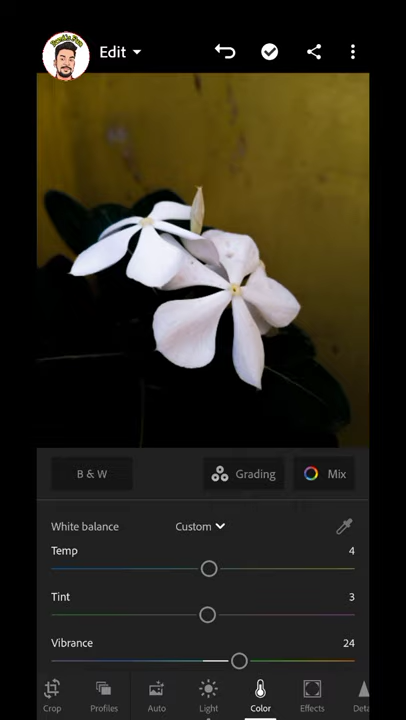 Edit
B & W
Grading
Mix
White balance
Custom
Temp
4
Tint
3
Vibrance
24
Crop
Profiles
Auto
Light
Color
Effects